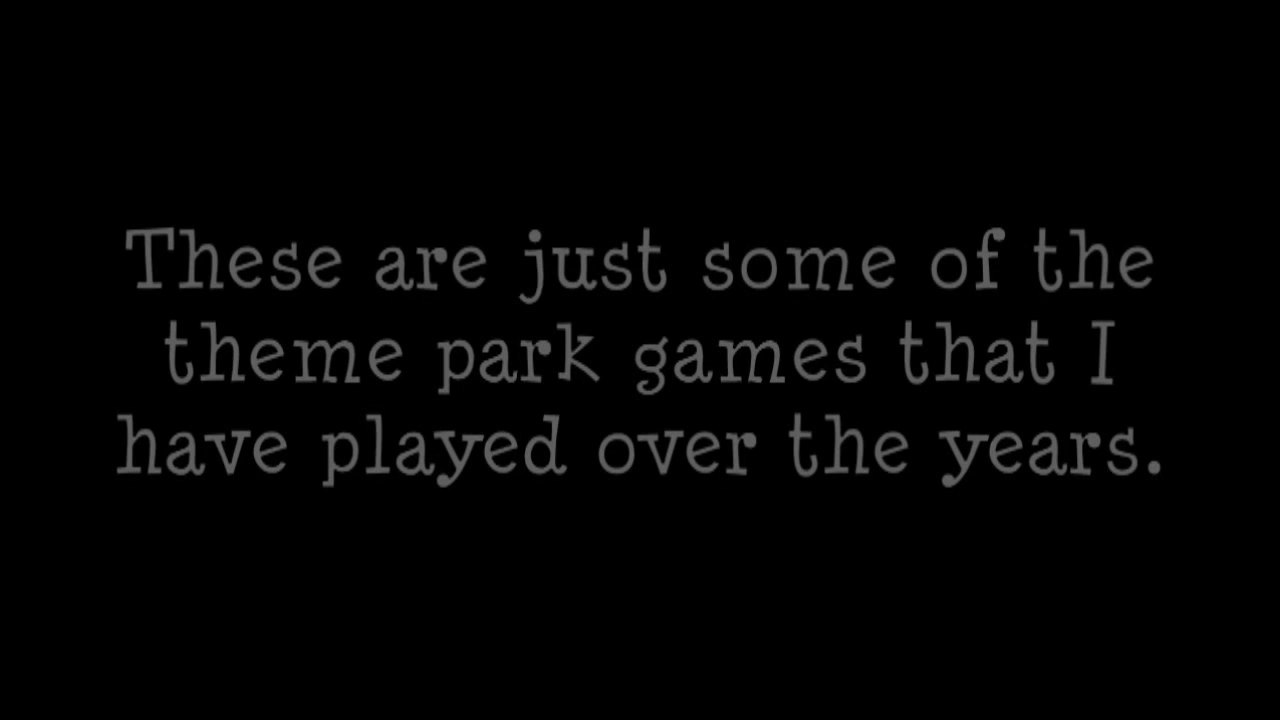 These are just some of the
theme park games that I
have played over the years.